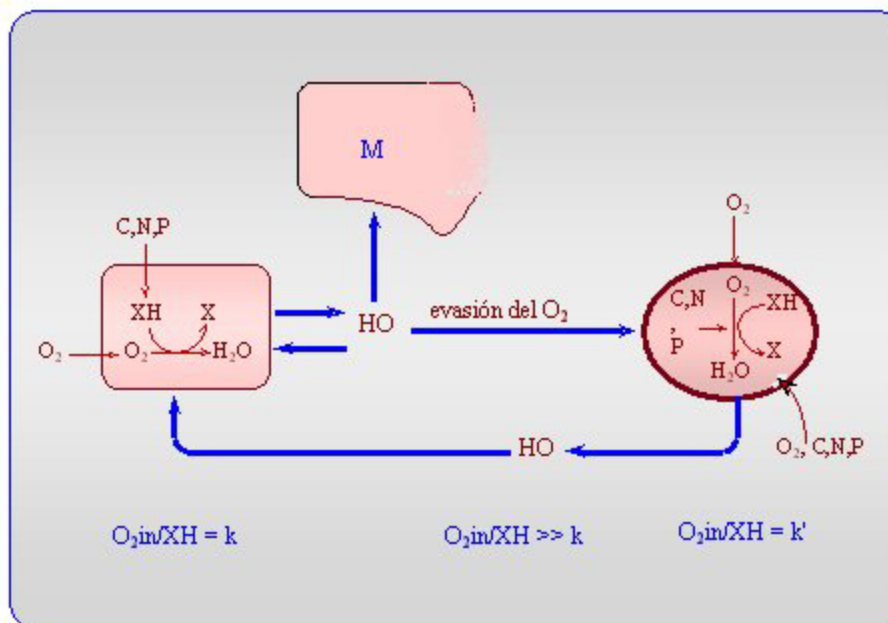 M
C,N,P
XH
X
O₂
O₂
H₂O
HO
evasión del O₂
O₂
O₂
C,N
, P
XH
X
H₂O
O₂, C,N,P
HO
O₂in/XH = k
O₂in/XH >> k
O₂in/XH = k'